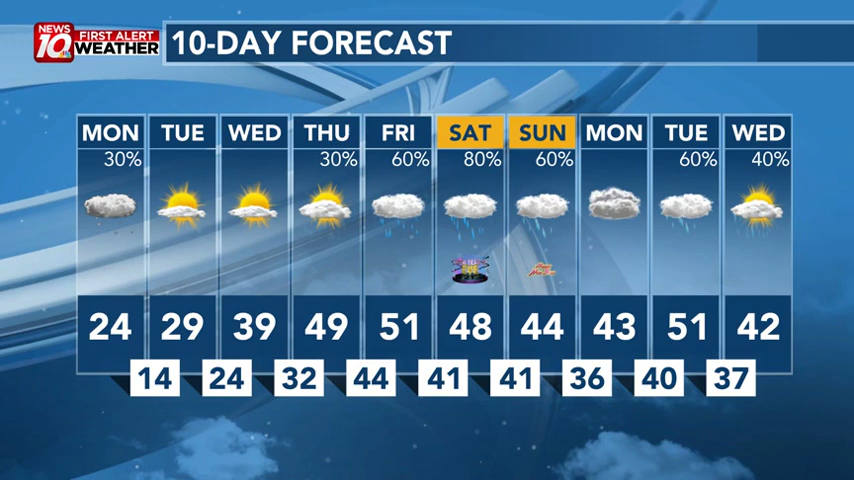 NEWS
10
FIRST ALERT
WEATHER
10-DAY FORECAST
MON TUE WED THU FRI SAT SUN MON TUE WED
30% 30% 60% 80% 60% 60% 40%
24 29 39 49 51 48 44 43 51 42
14 24 32 44 41 41 36 40 37